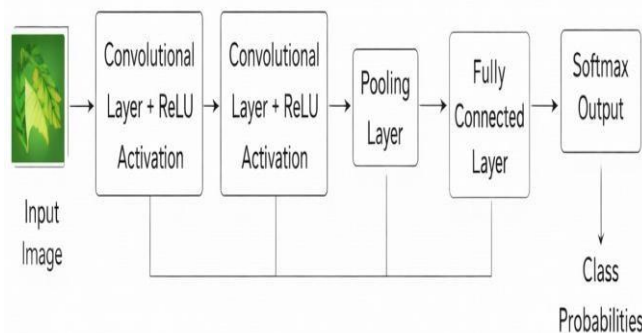 Input
Image
Convolutional
Layer + ReLU
Activation
Convolutional
Layer + ReLU
Activation
Pooling
Layer
Fully
Connected
Layer
Softmax
Output
Class
Probabilities